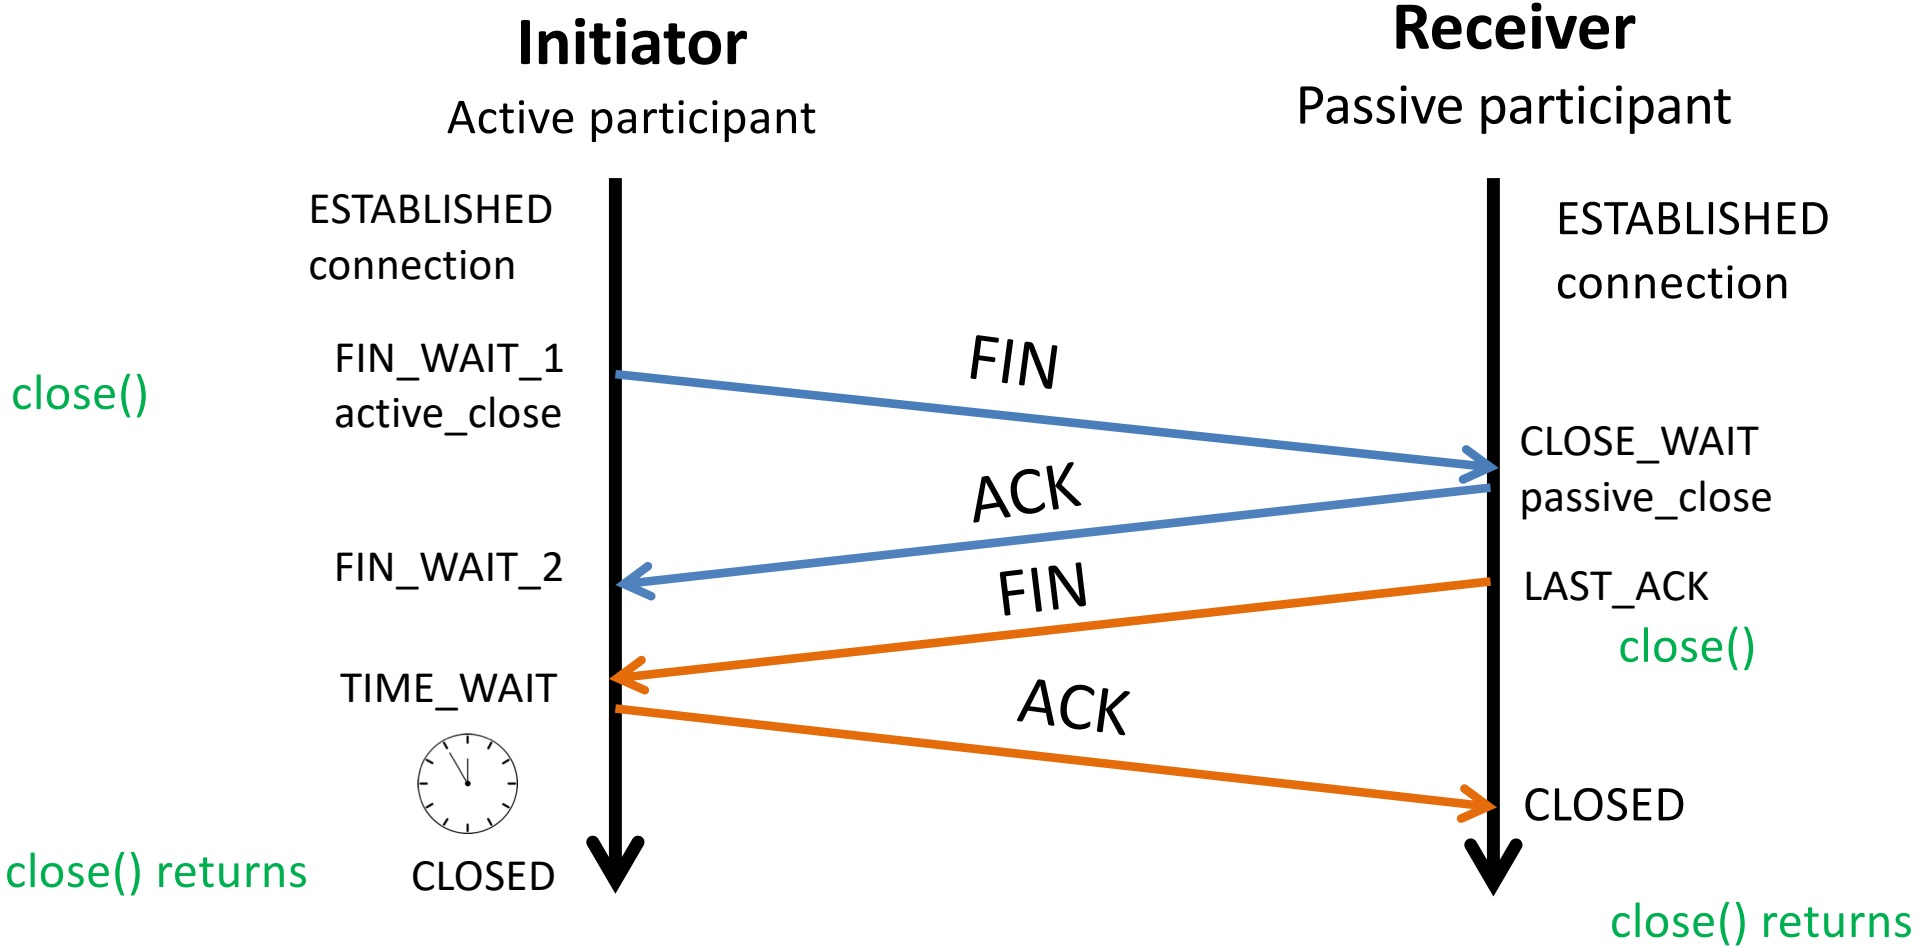 Initiator
Active participant
Receiver
Passive participant
ESTABLISHED
connection
ESTABLISHED
connection
close()
FIN_WAIT_1
active_close
FIN
CLOSE_WAIT
passive_close
ACK
FIN_WAIT_2
FIN
LAST_ACK
close()
TIME_WAIT
ACK
CLOSED
close() returns
CLOSED
close() returns